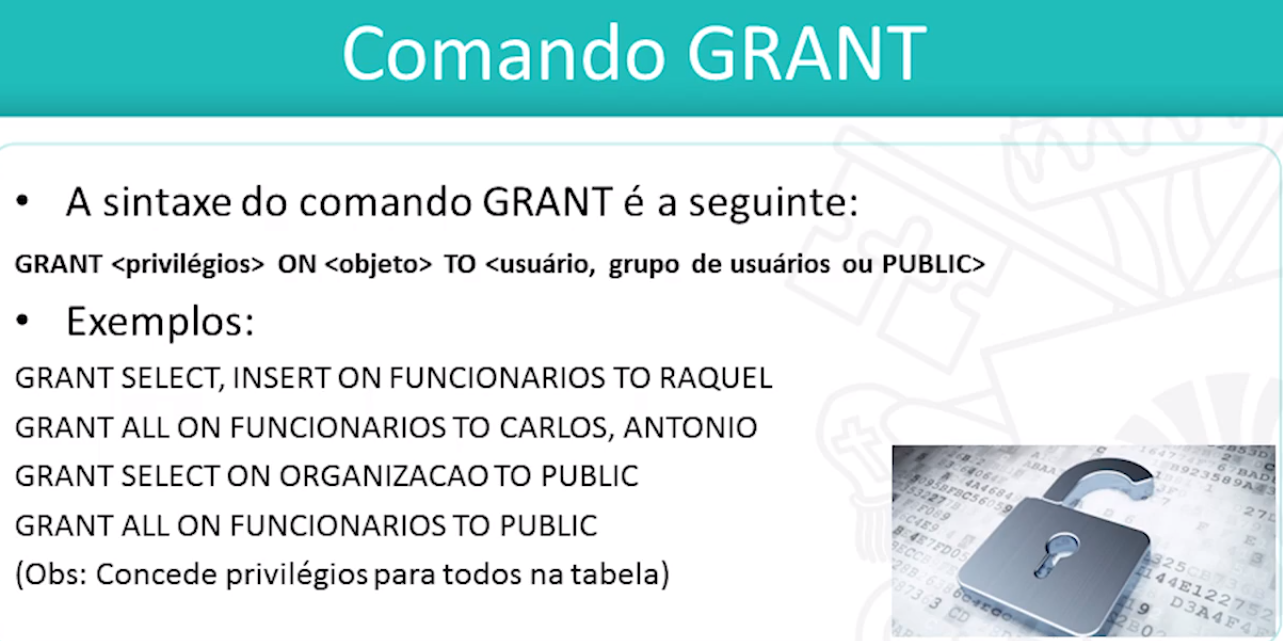 Comando GRANT
• A sintaxe do comando GRANT é a seguinte:
GRANT <privilégios> ON <objeto> TO <usuário, grupo de usuários ou PUBLIC>
• Exemplos:
GRANT SELECT, INSERT ON FUNCIONARIOS TO RAQUEL
GRANT ALL ON FUNCIONARIOS TO CARLOS, ANTONIO
GRANT SELECT ON ORGANIZACAO TO PUBLIC
GRANT ALL ON FUNCIONARIOS TO PUBLIC
(Obs: Concede privilégios para todos na tabela)